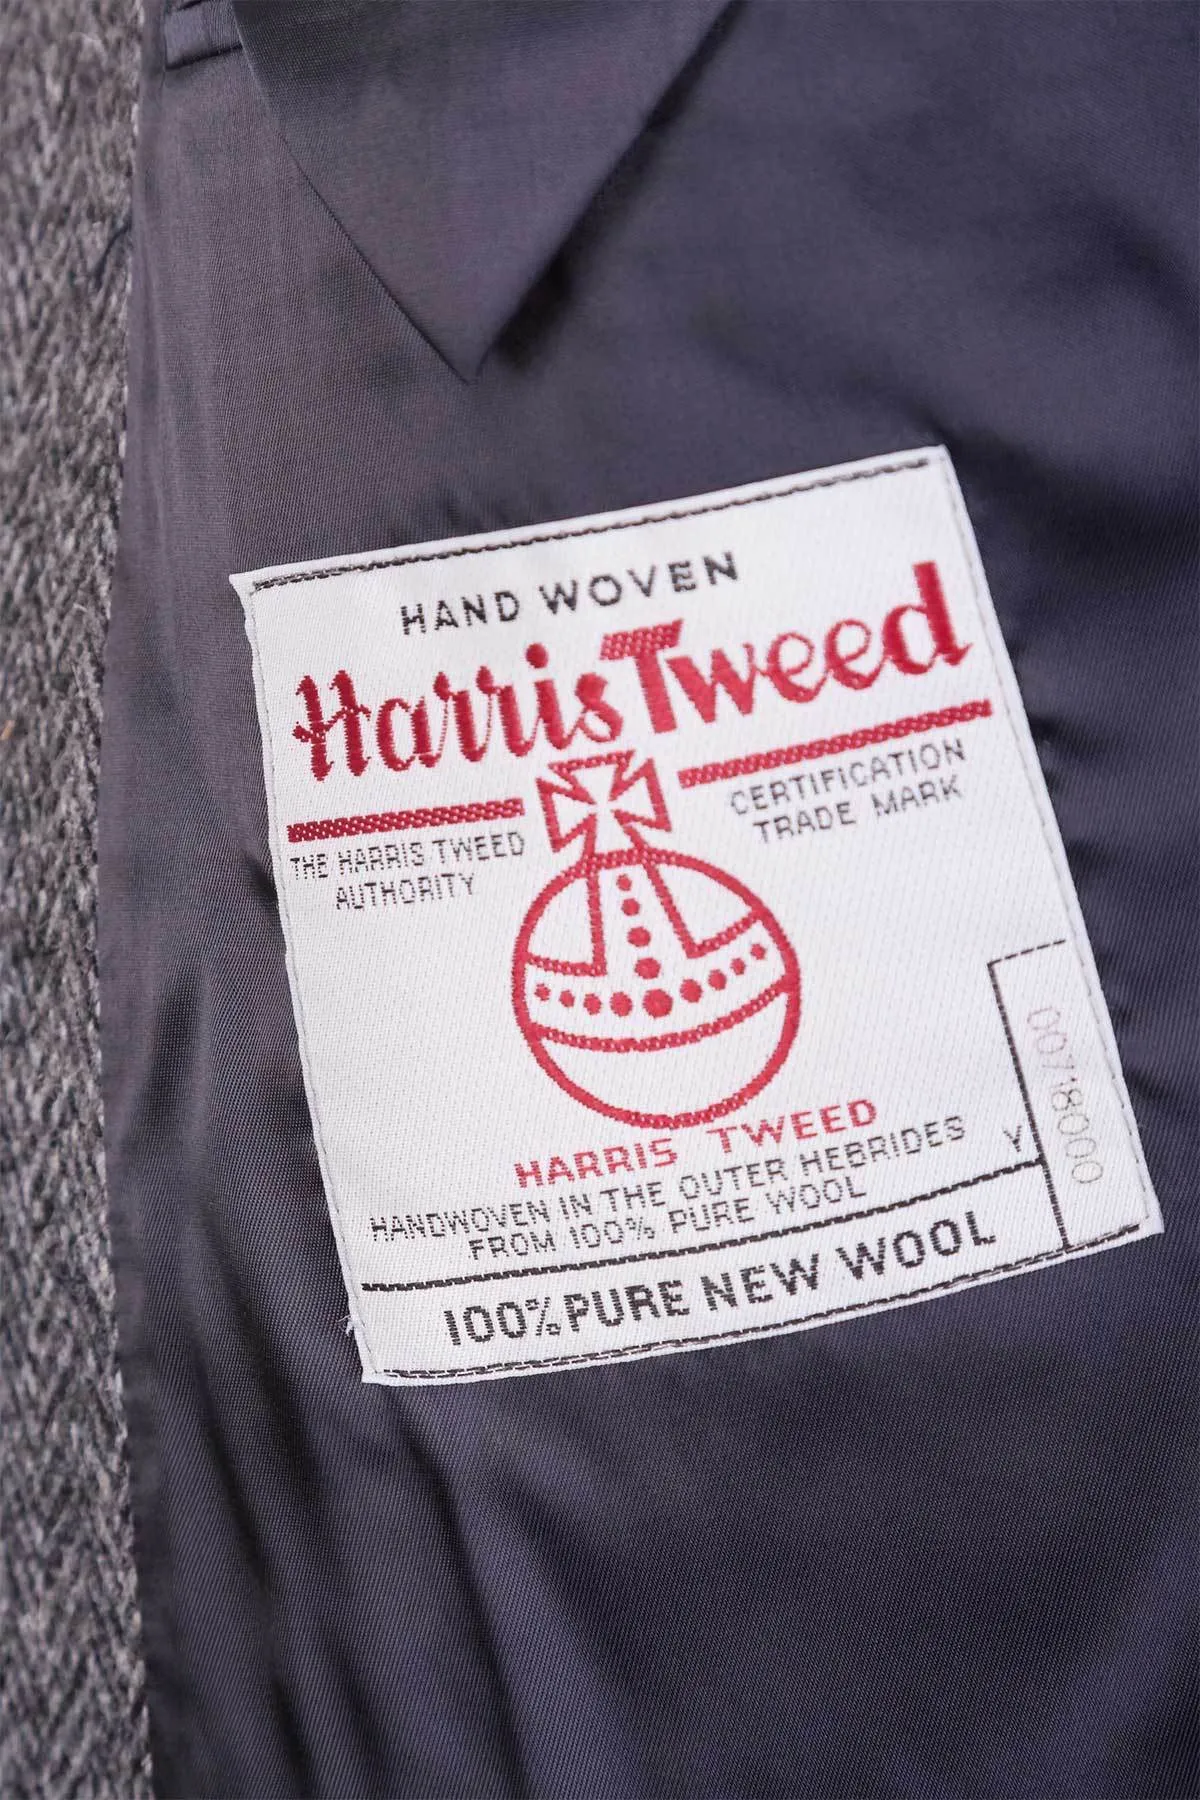 HAND WOVEN
Harris Tweed
THE HARRIS TWEED
AUTHORITY
CERTIFICATION
TRADE MARK
HARRIS TWEED
HANDWOVEN IN THE OUTER HEBRIDES
FROM 100% PURE WOOL
Y
100% PURE NEW WOOL